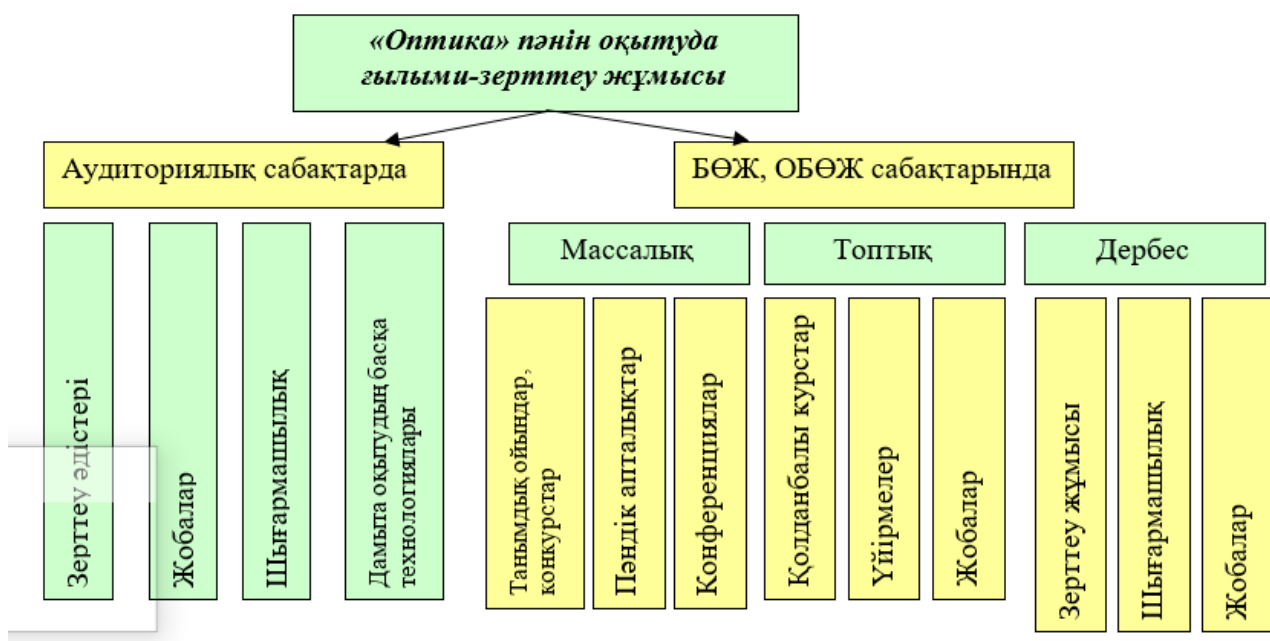 «Оптика» пәнін оқытуда
ғылыми-зерттеу жұмысы
Аудиториялық сабақтарда
БӨЖ, ОБӨЖ сабақтарында
Массалық
Топтық
Дербес
Зерттеу әдістері
Жобалар
Шығармашылық
Дамыта оқытудың басқа
технологиялары
Танымдық ойындар,
конкурстар
Пәндік апталықтар
Конференциялар
Қолданбалы курстар
Үйірмелер
Жобалар
Зерттеу жұмысы
Шығармашылық
Жобалар